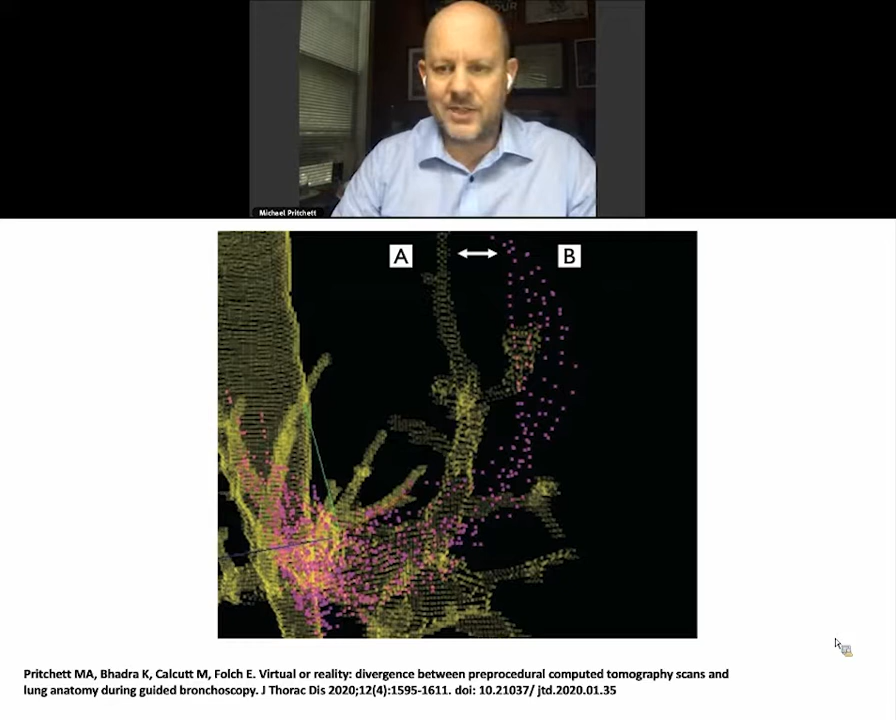 OUR
Michael Pritchett
A
B
Pritchett MA, Bhadra K, Calcutt M, Folch E. Virtual or reality: divergence between preprocedural computed tomography scans and
lung anatomy during guided bronchoscopy. J Thorac Dis 2020;12(4):1595-1611. doi: 10.21037/ jtd.2020.01.35